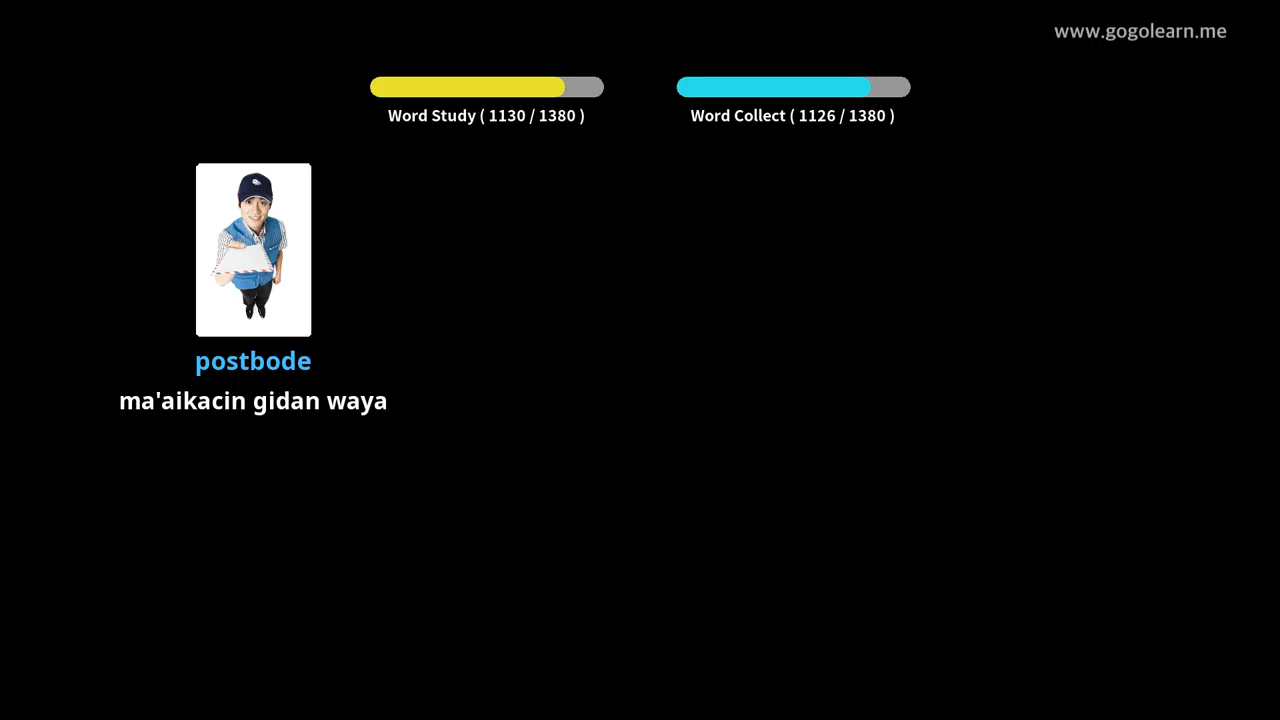 www.gogolearn.me
Word Study ( 1130 / 1380 )
Word Collect ( 1126 / 1380 )
postbode
ma'aikacin gidan waya